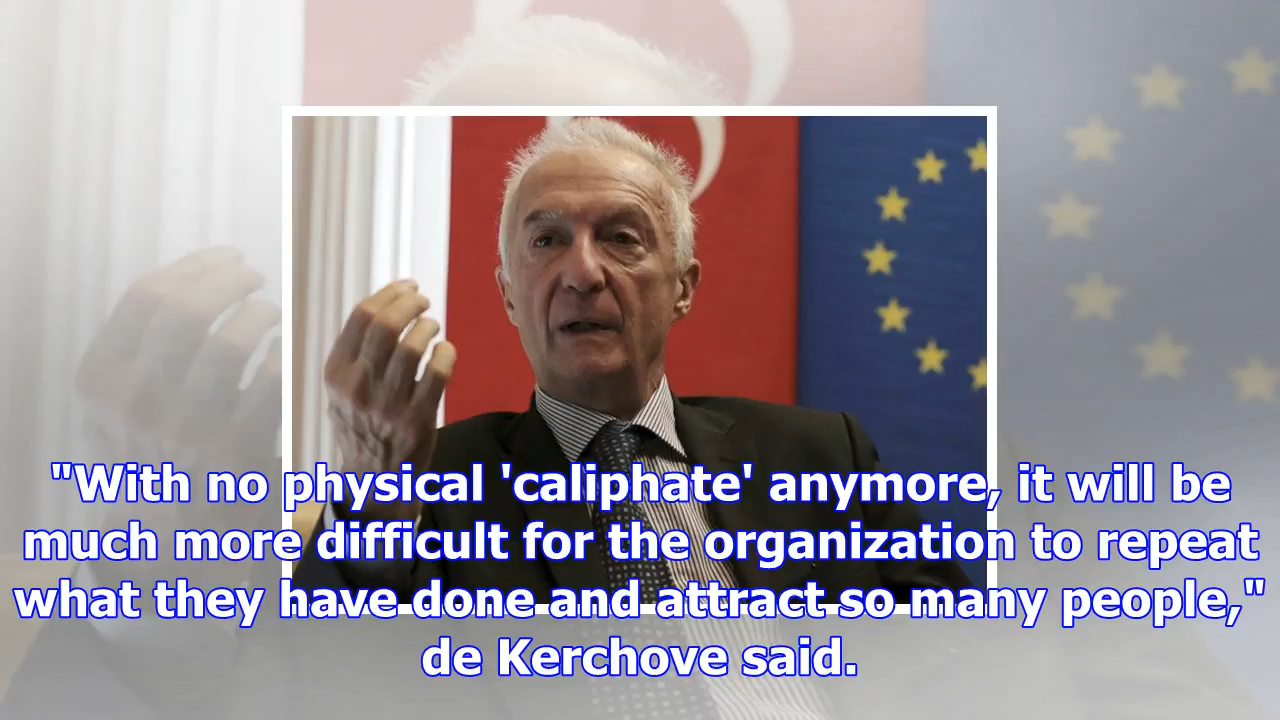 "With no physical 'caliphate' anymore, it will be
much more difficult for the organization to repeat
what they have done and attract so many people,"
de Kerchove said.